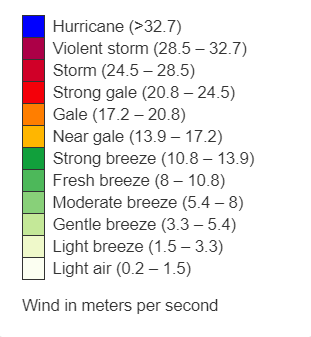 Hurricane (>32.7)
Violent storm (28.5 – 32.7)
Storm (24.5 – 28.5)
Strong gale (20.8 – 24.5)
Gale (17.2 – 20.8)
Near gale (13.9 – 17.2)
Strong breeze (10.8 – 13.9)
Fresh breeze (8 – 10.8)
Moderate breeze (5.4 – 8)
Gentle breeze (3.3 – 5.4)
Light breeze (1.5 – 3.3)
Light air (0.2 – 1.5)
Wind in meters per second